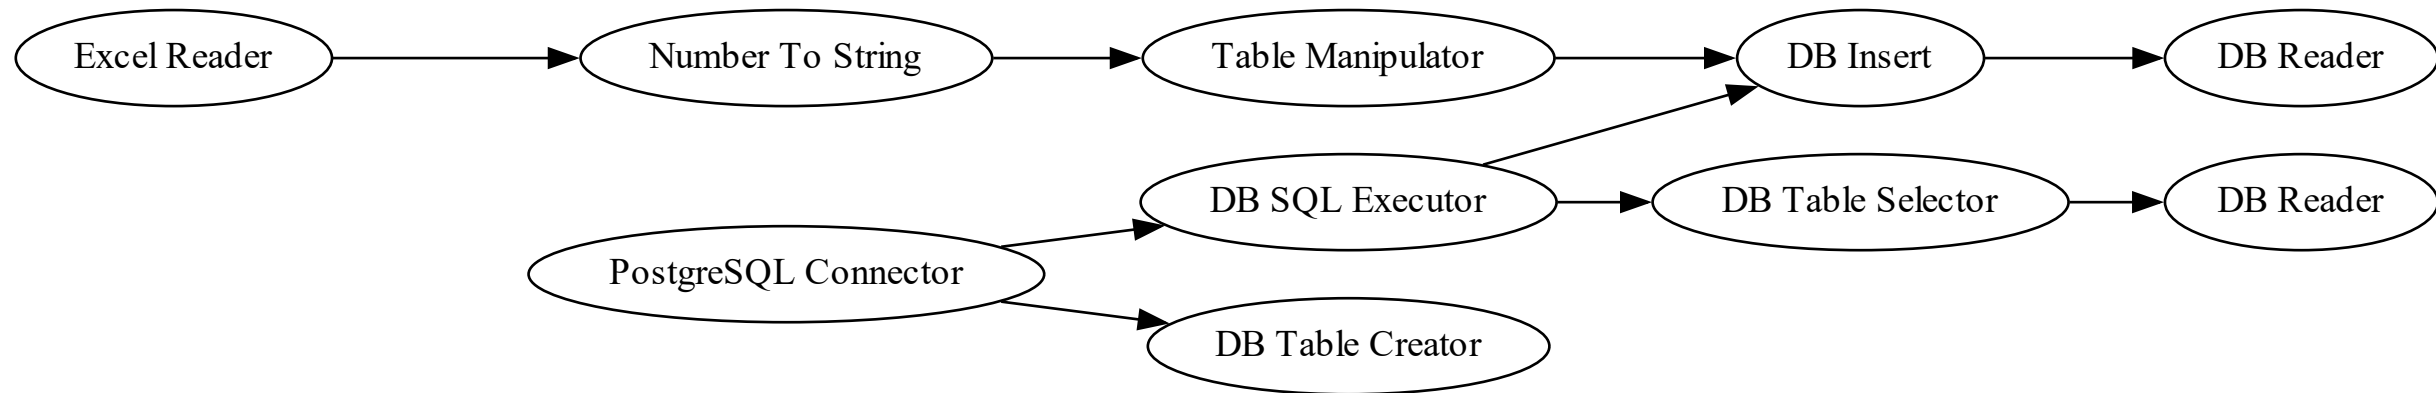 Excel Reader
Number To String
Table Manipulator
DB Insert
DB Reader
DB SQL Executor
DB Table Selector
DB Reader
PostgreSQL Connector
DB Table Creator